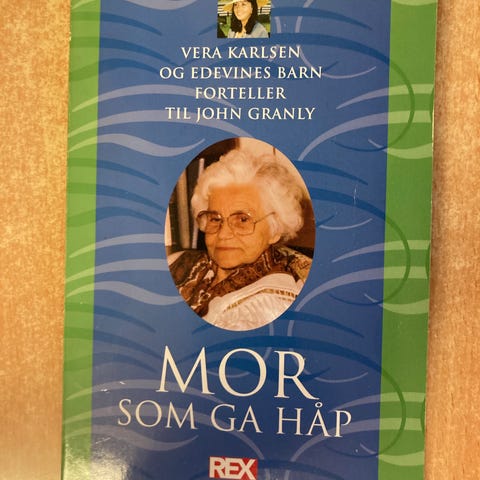 VERA KARLSEN
OG EDEVINES BARN
FORTELLER
TIL JOHN GRANLY
MOR
SOM GA HÅP
REX